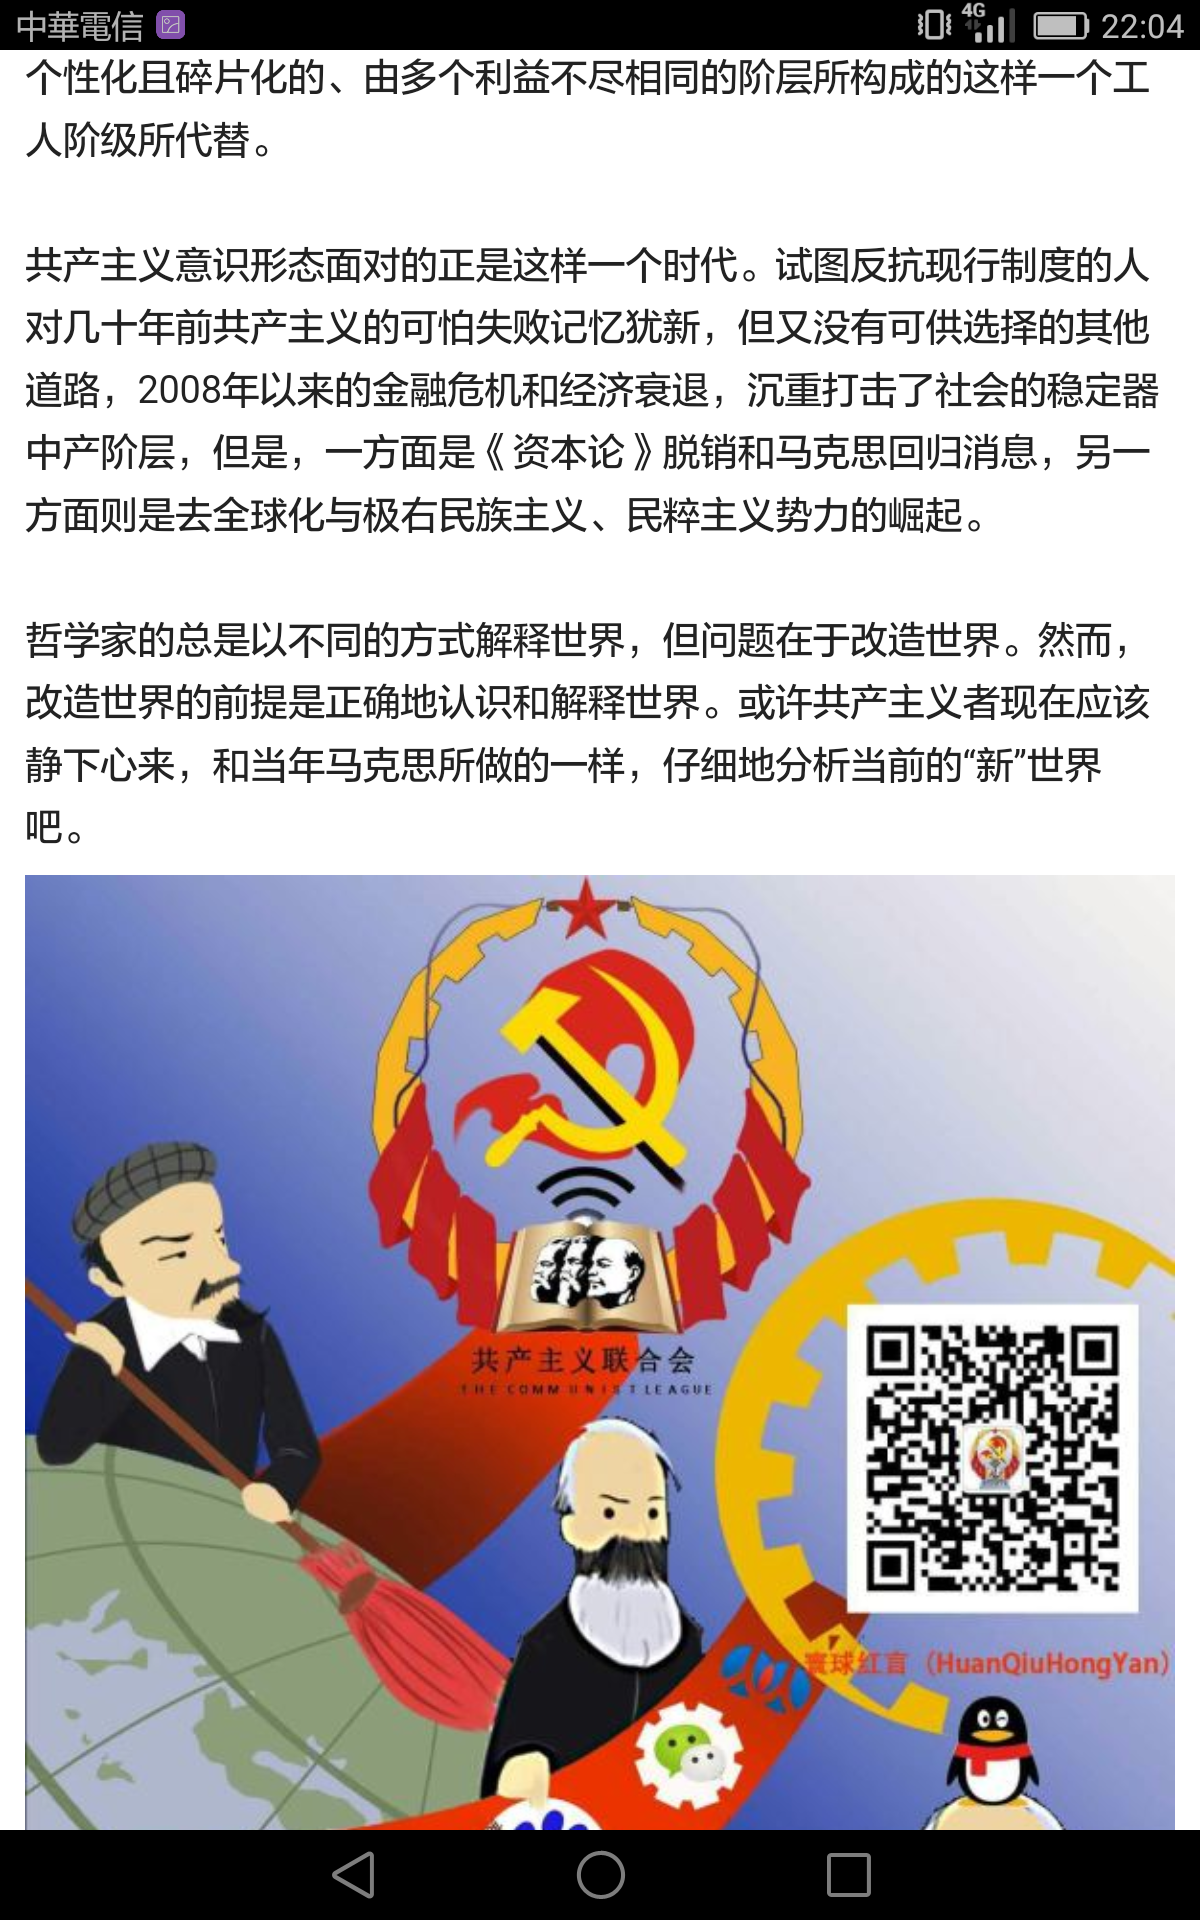 中華電信
4G
22:04
个性化且碎片化的、由多个利益不尽相同的阶层所构成的这样一个工
人阶级所代替。
共产主义意识形态面对的正是这样一个时代。试图反抗现行制度的人
对几十年前共产主义的可怕失败记忆犹新，但又没有可供选择的其他
道路，2008年以来的金融危机和经济衰退，沉重打击了社会的稳定器
中产阶层，但是，一方面是《资本论》脱销和马克思回归消息，另一
方面则是去全球化与极右民族主义、民粹主义势力的崛起。
哲学家的总是以不同的方式解释世界，但问题在于改造世界。然而，
改造世界的前提是正确地认识和解释世界。或许共产主义者现在应该
静下心来，和当年马克思所做的一样，仔细地分析当前的“新”世界
吧。
共产主义联合会
THE COMMUNIST LEAGUE
寰球红言（HuanQiuHongYan）